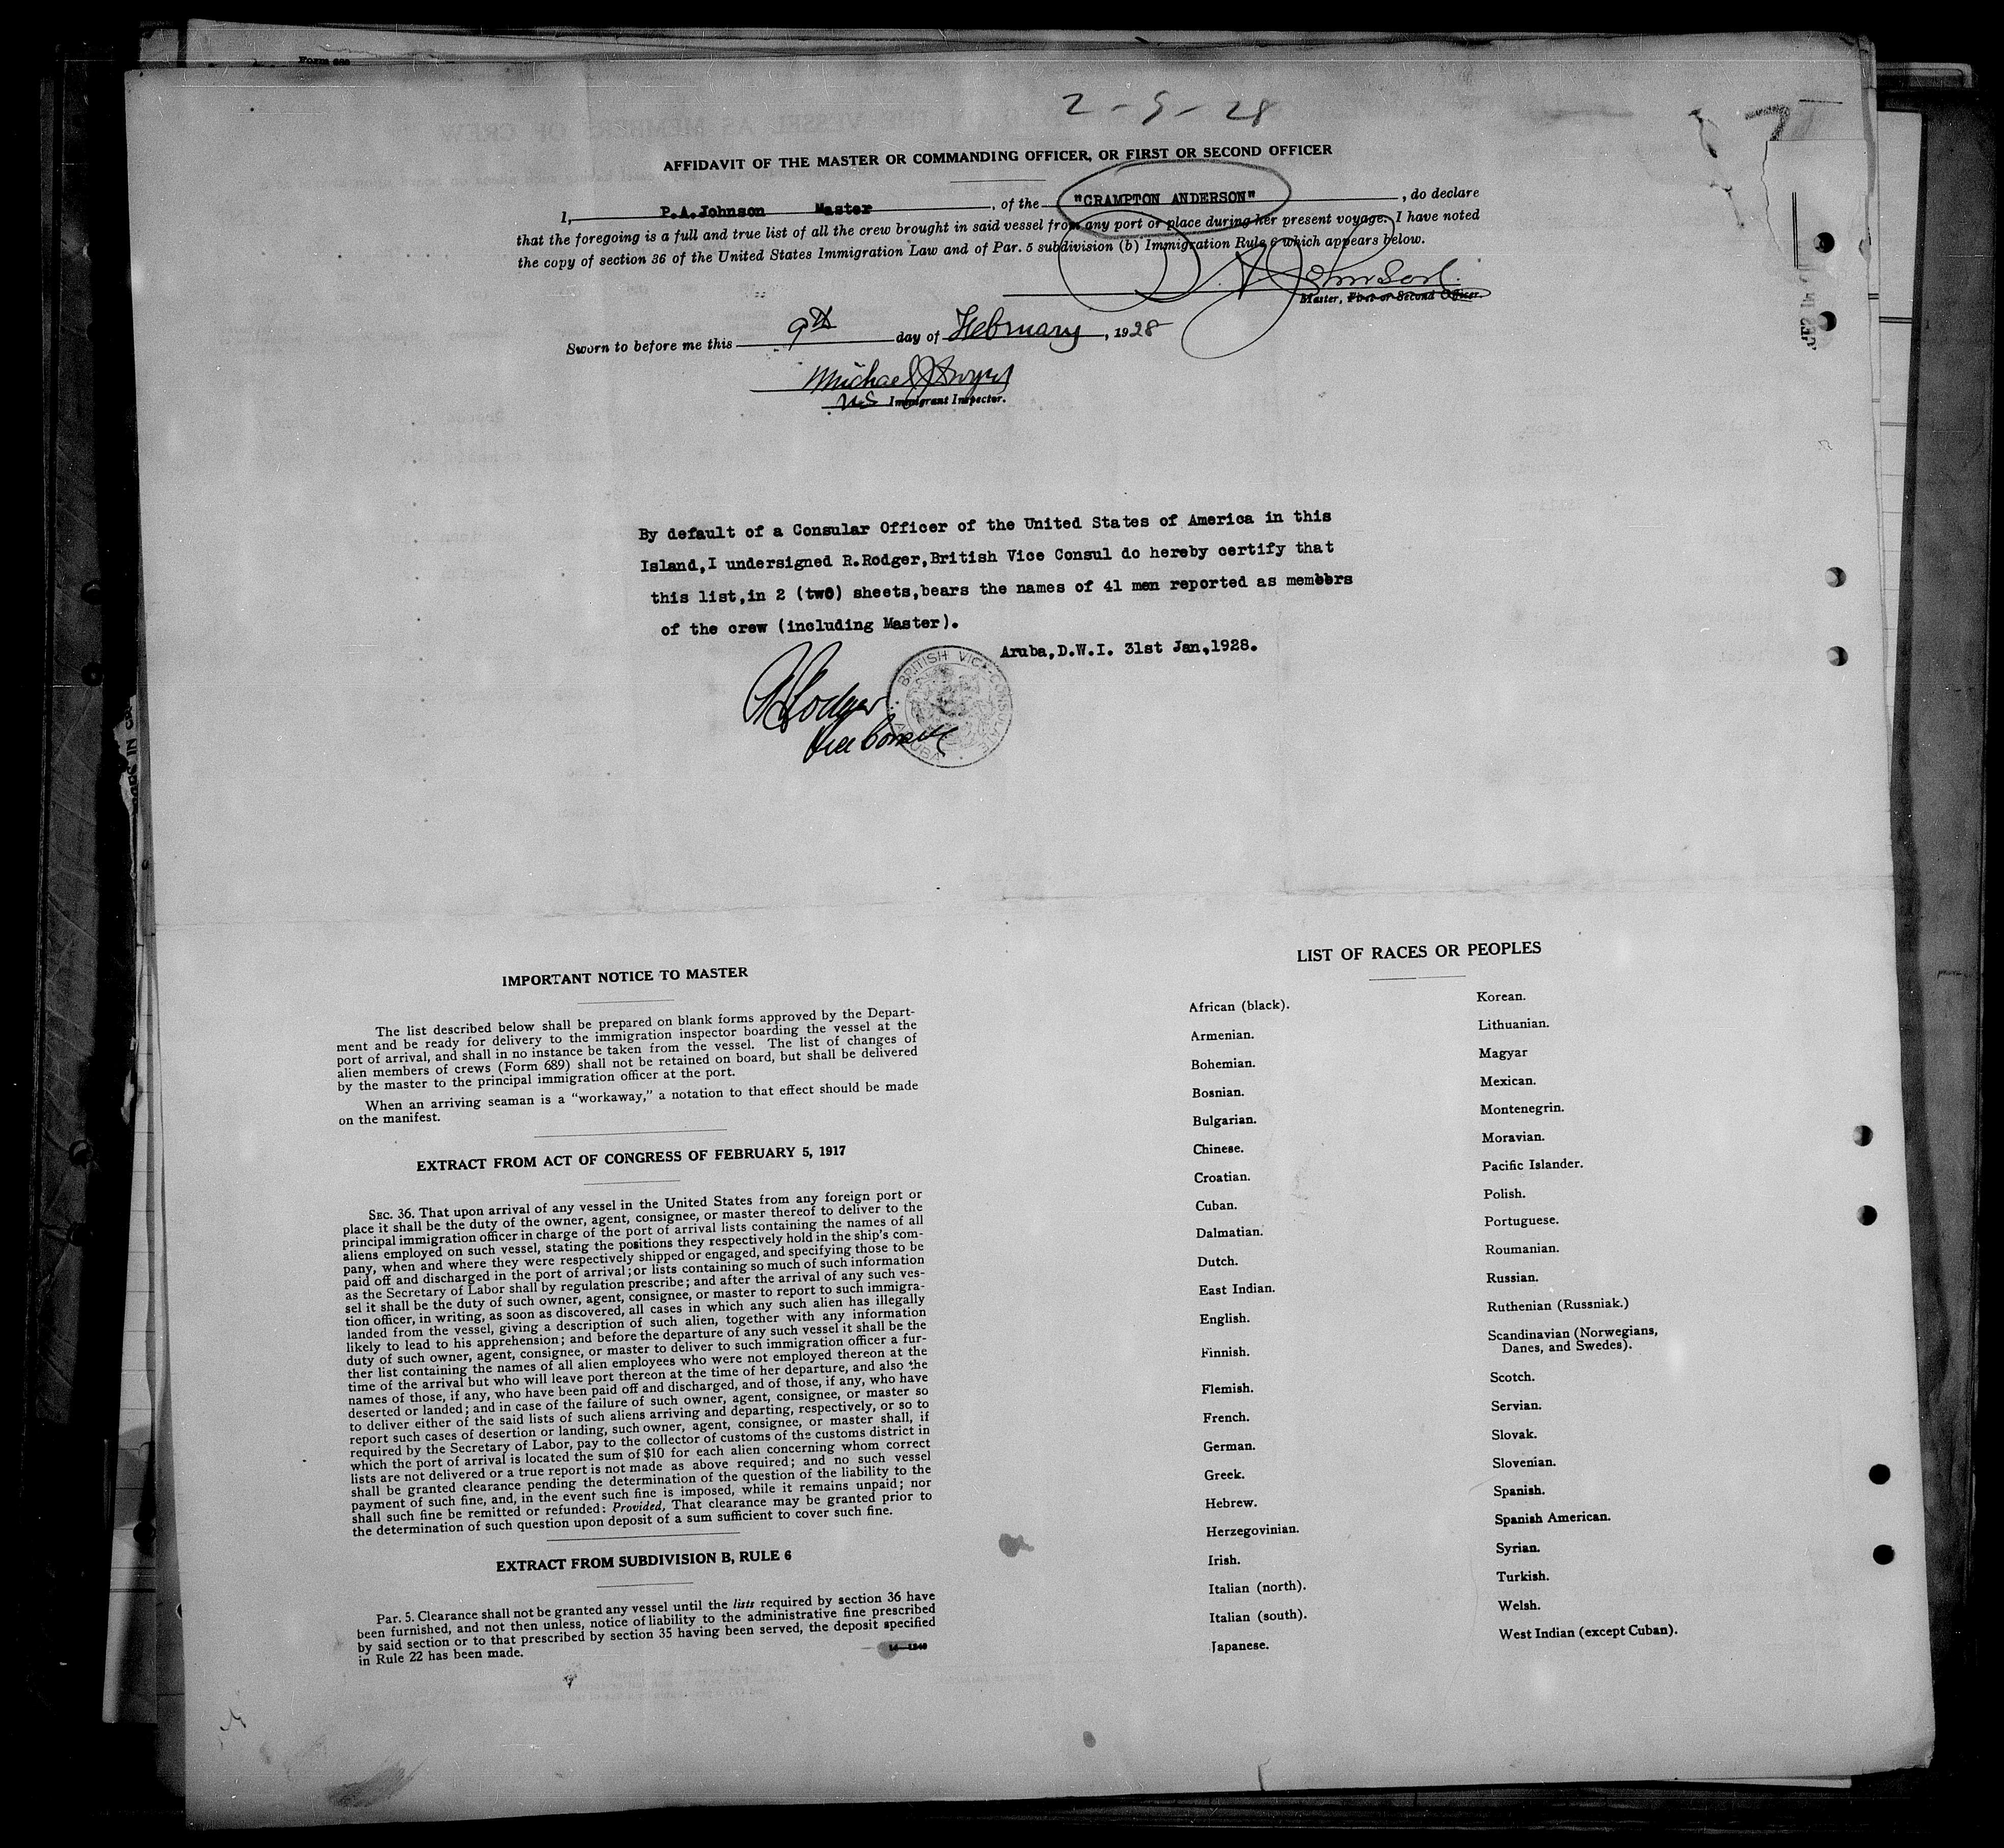 Form 689
2-9-28
7
AFFIDAVIT OF THE MASTER OR COMMANDING OFFICER, OR FIRST OR SECOND OFFICER
I, P.A.Johnson Master, of the "CRAMPTON ANDERSON", do declare
that the foregoing is a full and true list of all the crew brought in said vessel from any port or place during her present voyage. I have noted
the copy of section 36 of the United States Immigration Law and of Par. 5 subdivision (b) Immigration Rule 6 which appears below.
P. A. Johnson.
Master, First or Second Officer.
Sworn to before me this 9th day of February, 1928
Michael J Dwyer
U.S Immigrant Inspector.
By default of a Consular Officer of the United States of America in this
Island,I undersigned R.Rodger,British Vice Consul do hereby certify that
this list,in 2 (two) sheets,bears the names of 41 men reported as members
of the crew (including Master).
Aruba,D.W.I. 31st Jan,1928.
R Rodger
Vice Consul
BRITISH VICE-CONSULATE ARUBA
IMPORTANT NOTICE TO MASTER
The list described below shall be prepared on blank forms approved by the Depart-
ment and be ready for delivery to the immigration inspector boarding the vessel at the
port of arrival, and shall in no instance be taken from the vessel. The list of changes of
alien members of crews (Form 689) shall not be retained on board, but shall be delivered
by the master to the principal immigration officer at the port.
When an arriving seaman is a "workaway," a notation to that effect should be made
on the manifest.
EXTRACT FROM ACT OF CONGRESS OF FEBRUARY 5, 1917
SEC. 36. That upon arrival of any vessel in the United States from any foreign port or
place it shall be the duty of the owner, agent, consignee, or master thereof to deliver to the
principal immigration officer in charge of the port of arrival lists containing the names of all
aliens employed on such vessel, stating the positions they respectively hold in the ship's com-
pany, when and where they were respectively shipped or engaged, and specifying those to be
paid off and discharged in the port of arrival; or lists containing so much of such information
as the Secretary of Labor shall by regulation prescribe; and after the arrival of any such ves-
sel it shall be the duty of such owner, agent, consignee, or master to report to such immigra-
tion officer, in writing, as soon as discovered, all cases in which any such alien has illegally
landed from the vessel, giving a description of such alien, together with any information
likely to lead to his apprehension; and before the departure of any such vessel it shall be the
duty of such owner, agent, consignee, or master to deliver to such immigration officer a fur-
ther list containing the names of all alien employees who were not employed thereon at the
time of the arrival but who will leave port thereon at the time of her departure, and also the
names of those, if any, who have been paid off and discharged, and of those, if any, who have
deserted or landed; and in case of the failure of such owner, agent, consignee, or master so
to deliver either of the said lists of such aliens arriving and departing, respectively, or so to
report such cases of desertion or landing, such owner, agent, consignee, or master shall, if
required by the Secretary of Labor, pay to the collector of customs of the customs district in
which the port of arrival is located the sum of $10 for each alien concerning whom correct
lists are not delivered or a true report is not made as above required; and no such vessel
shall be granted clearance pending the determination of the question of the liability to the
payment of such fine, and, in the event such fine is imposed, while it remains unpaid; nor
shall such fine be remitted or refunded: Provided, That clearance may be granted prior to
the determination of such question upon deposit of a sum sufficient to cover such fine.
EXTRACT FROM SUBDIVISION B, RULE 6
Par. 5. Clearance shall not be granted any vessel until the lists required by section 36 have
been furnished, and not then unless, notice of liability to the administrative fine prescribed
by said section or to that prescribed by section 35 having been served, the deposit specified
in Rule 22 has been made.
14—1240
LIST OF RACES OR PEOPLES
African (black).
Armenian.
Bohemian.
Bosnian.
Bulgarian.
Chinese.
Croatian.
Cuban.
Dalmatian.
Dutch.
East Indian.
English.
Finnish.
Flemish.
French.
German.
Greek.
Hebrew.
Herzegovinian.
Irish.
Italian (north).
Italian (south).
Japanese.
Korean.
Lithuanian.
Magyar
Mexican.
Montenegrin.
Moravian.
Pacific Islander.
Polish.
Portuguese.
Roumanian.
Russian.
Ruthenian (Russniak.)
Scandinavian (Norwegians,
Danes, and Swedes).
Scotch.
Servian.
Slovak.
Slovenian.
Spanish.
Spanish American.
Syrian.
Turkish.
Welsh.
West Indian (except Cuban).